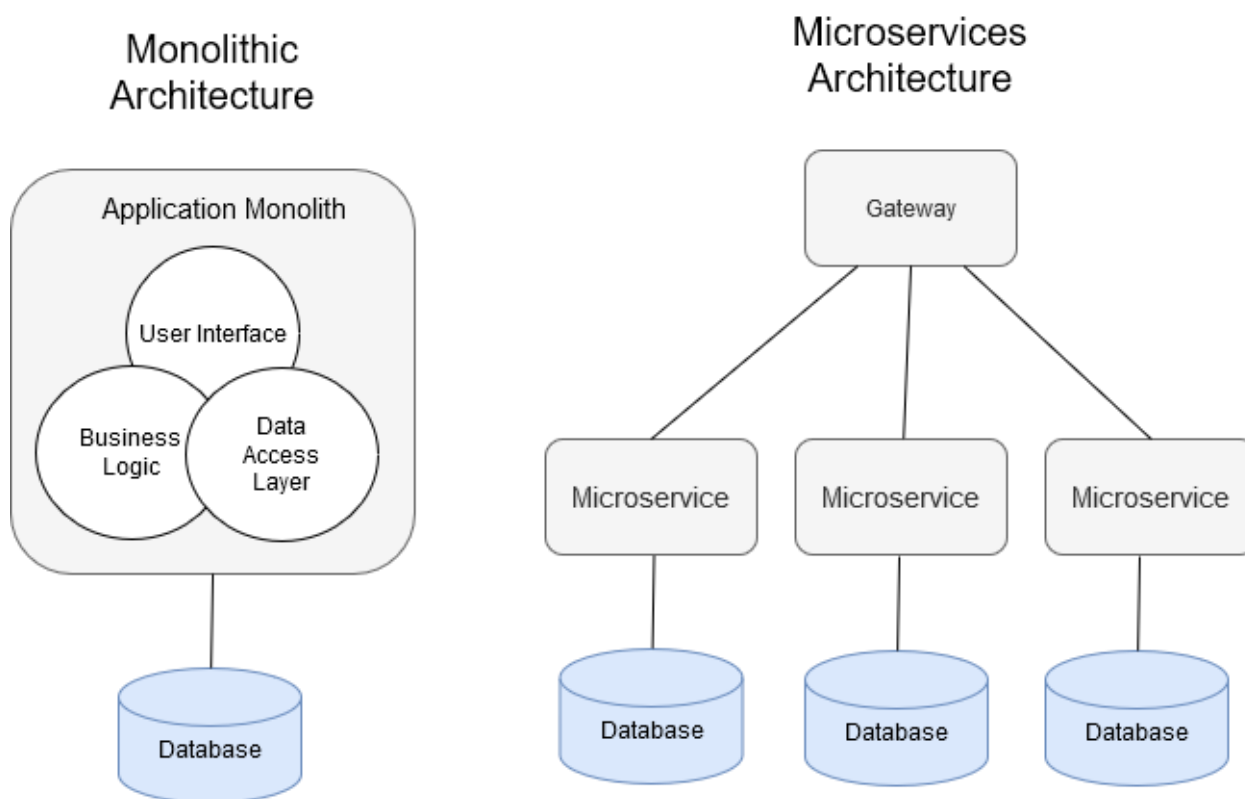 Monolithic
Architecture
Application Monolith
User Interface
Business
Logic
Data
Access
Layer
Database
Microservices
Architecture
Gateway
Microservice
Microservice
Microservice
Database
Database
Database